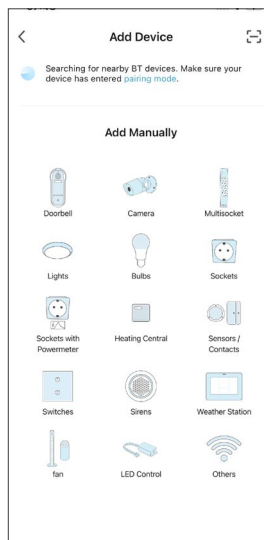 Add Device
Searching for nearby BT devices. Make sure your
device has entered pairing mode.
Add Manually
Doorbell
Camera
Multisocket
Lights
Bulbs
Sockets
Sockets with
Powermeter
Heating Central
Sensors /
Contacts
Switches
Sirens
Weather Station
fan
LED Control
Others